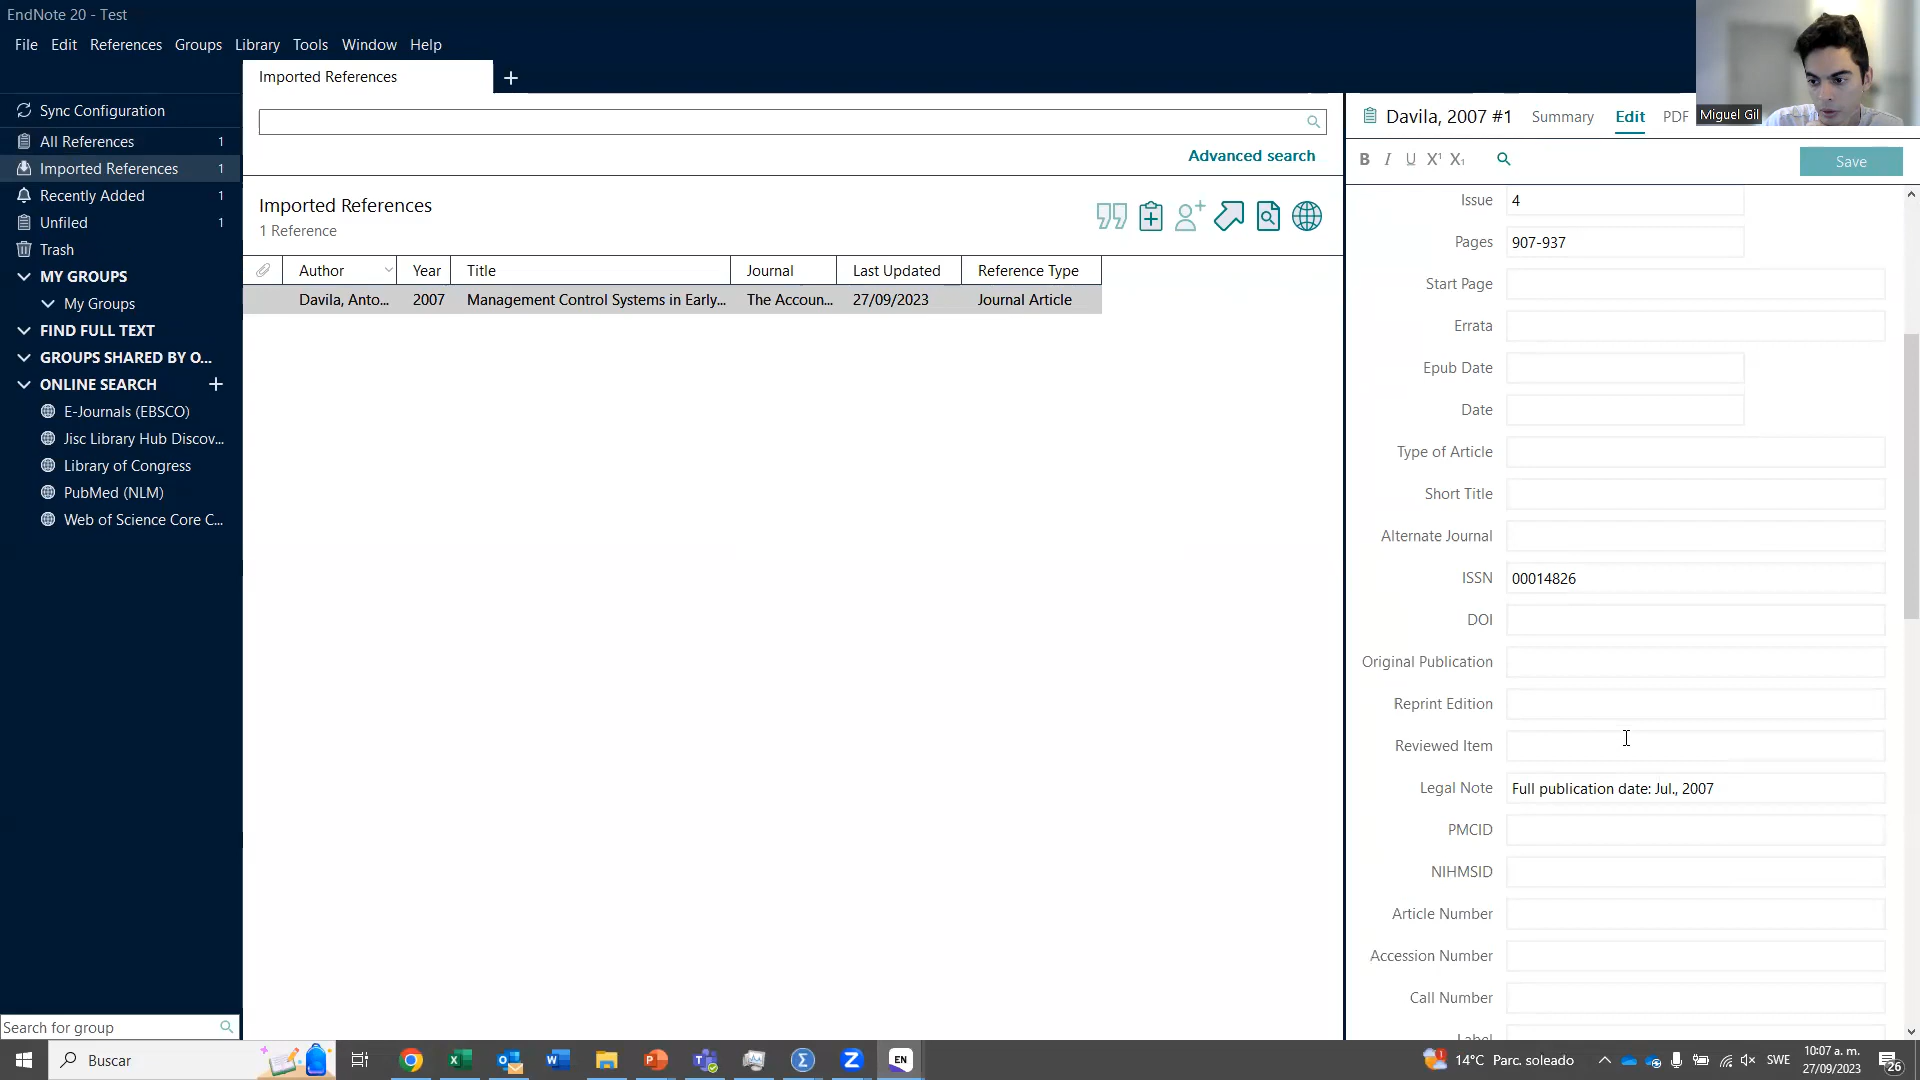 EndNote 20 - Test
File Edit References Groups Library Tools Window Help
Imported References
Sync Configuration
All References 1
Imported References 1
Recently Added 1
Unfiled 1
Trash
MY GROUPS
My Groups
FIND FULL TEXT
GROUPS SHARED BY O...
ONLINE SEARCH
E-Journals (EBSCO)
Jisc Library Hub Discov...
Library of Congress
PubMed (NLM)
Web of Science Core C...
Search for group
Advanced search
Imported References
1 Reference
Author Year Title Journal Last Updated Reference Type
Davila, Anto... 2007 Management Control Systems in Early... The Accoun... 27/09/2023 Journal Article
Davila, 2007 #1 Summary Edit PDF
Miguel Gil
B I U X¹ X₁
Save
Issue 4
Pages 907-937
Start Page
Errata
Epub Date
Date
Type of Article
Short Title
Alternate Journal
ISSN 00014826
DOI
Original Publication
Reprint Edition
Reviewed Item
Legal Note Full publication date: Jul., 2007
PMCID
NIHMSID
Article Number
Accession Number
Call Number
Label
Buscar
EN
14°C Parc. soleado
SWE
10:07 a. m.
27/09/2023
26